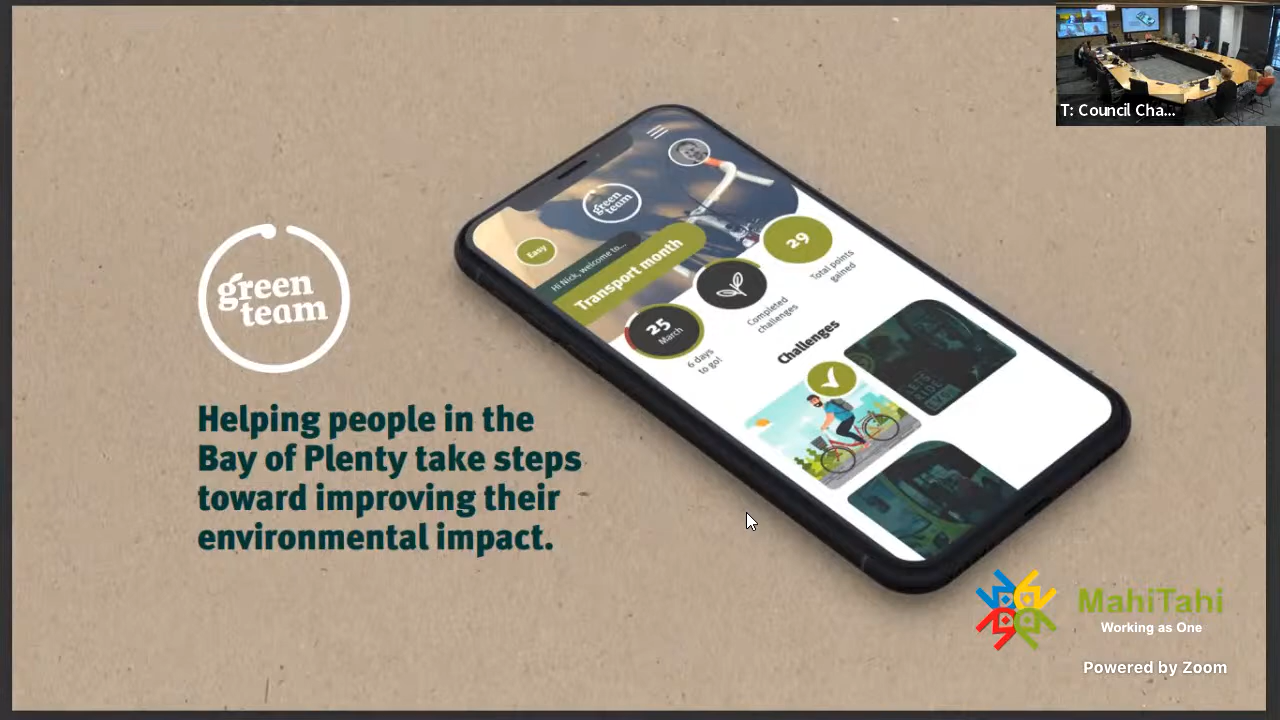 T: Council Cha...
green
team
Helping people in the
Bay of Plenty take steps
toward improving their
environmental impact.
green
team
Easy
Hi Nick, welcome to...
Transport month
25
March
6 days
to go!
Completed
challenges
29
Total points
gained
Challenges
LET'S
RIDE
MahiTahi
Working as One
Powered by Zoom